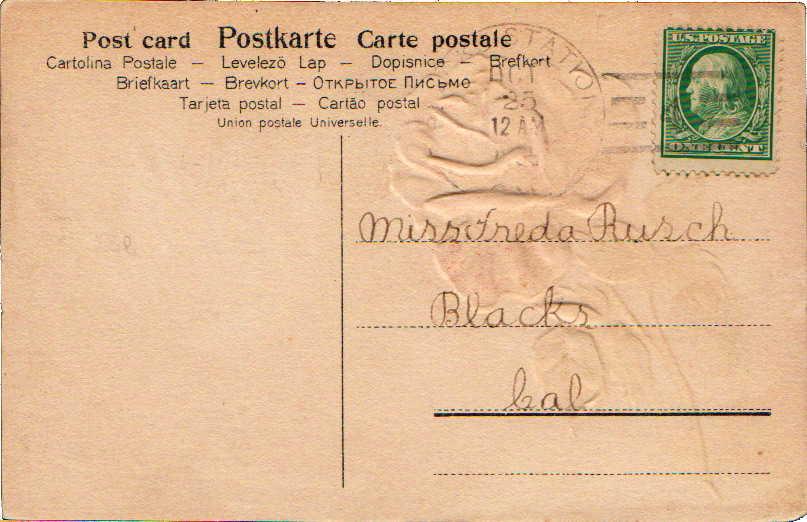 Post card Postkarte Carte postale
Cartolina Postale — Levelező Lap — Dopisnice — Brefkort
Briefkaart — Brevkort — Открытое Письмо
Tarjeta postal — Cartão postal
Union postale Universelle.
STATION
OCT
25
12 AM
U.S. POSTAGE
ONE CENT
Miss Freda Rusch
Blacks
Cal